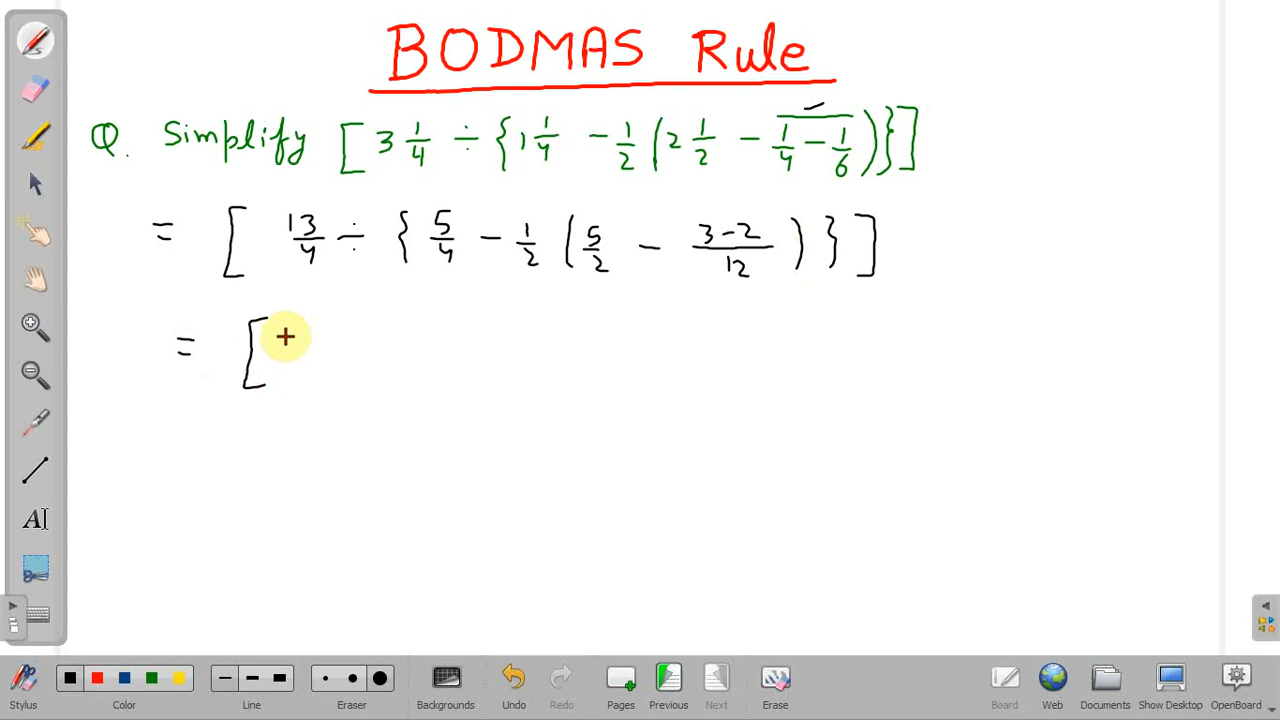 BODMAS Rule
Q. Simplify [ 3 1/4 ÷ { 1 1/4 − 1/2 ( 2 1/2 − 1/4 − 1/6 ) } ]
= [ 13/4 ÷ { 5/4 − 1/2 ( 5/2 − 3-2/12 ) } ]
= [
AI
Color Line Eraser Backgrounds Undo Redo Pages Previous Next Erase Board Web Documents Show Desktop OpenBoard
Stylus